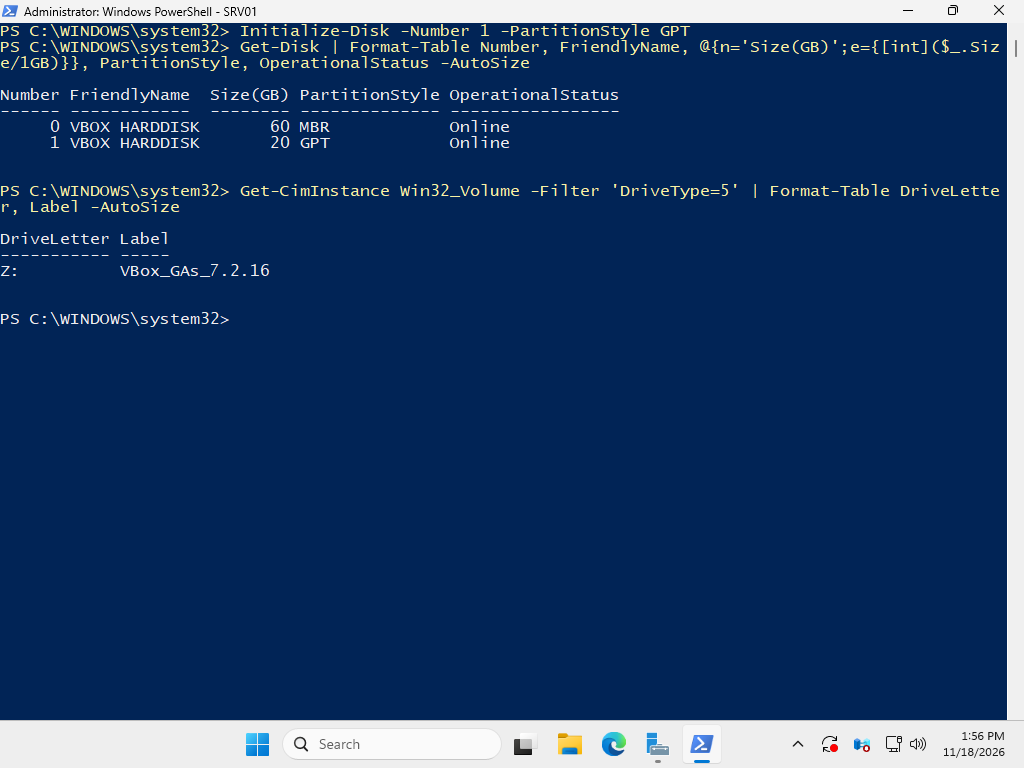 Administrator: Windows PowerShell - SRV01
PS C:\WINDOWS\system32> Initialize-Disk -Number 1 -PartitionStyle GPT
PS C:\WINDOWS\system32> Get-Disk | Format-Table Number, FriendlyName, @{n='Size(GB)';e={[int]($_.Siz
e/1GB)}}, PartitionStyle, OperationalStatus -AutoSize
Number FriendlyName  Size(GB) PartitionStyle OperationalStatus
------ ------------  -------- -------------- -----------------
     0 VBOX HARDDISK       60 MBR            Online
     1 VBOX HARDDISK       20 GPT            Online
PS C:\WINDOWS\system32> Get-CimInstance Win32_Volume -Filter 'DriveType=5' | Format-Table DriveLette
r, Label -AutoSize
DriveLetter Label
----------- -----
Z:          VBox_GAs_7.2.16
PS C:\WINDOWS\system32>
Search
1:56 PM
11/18/2026